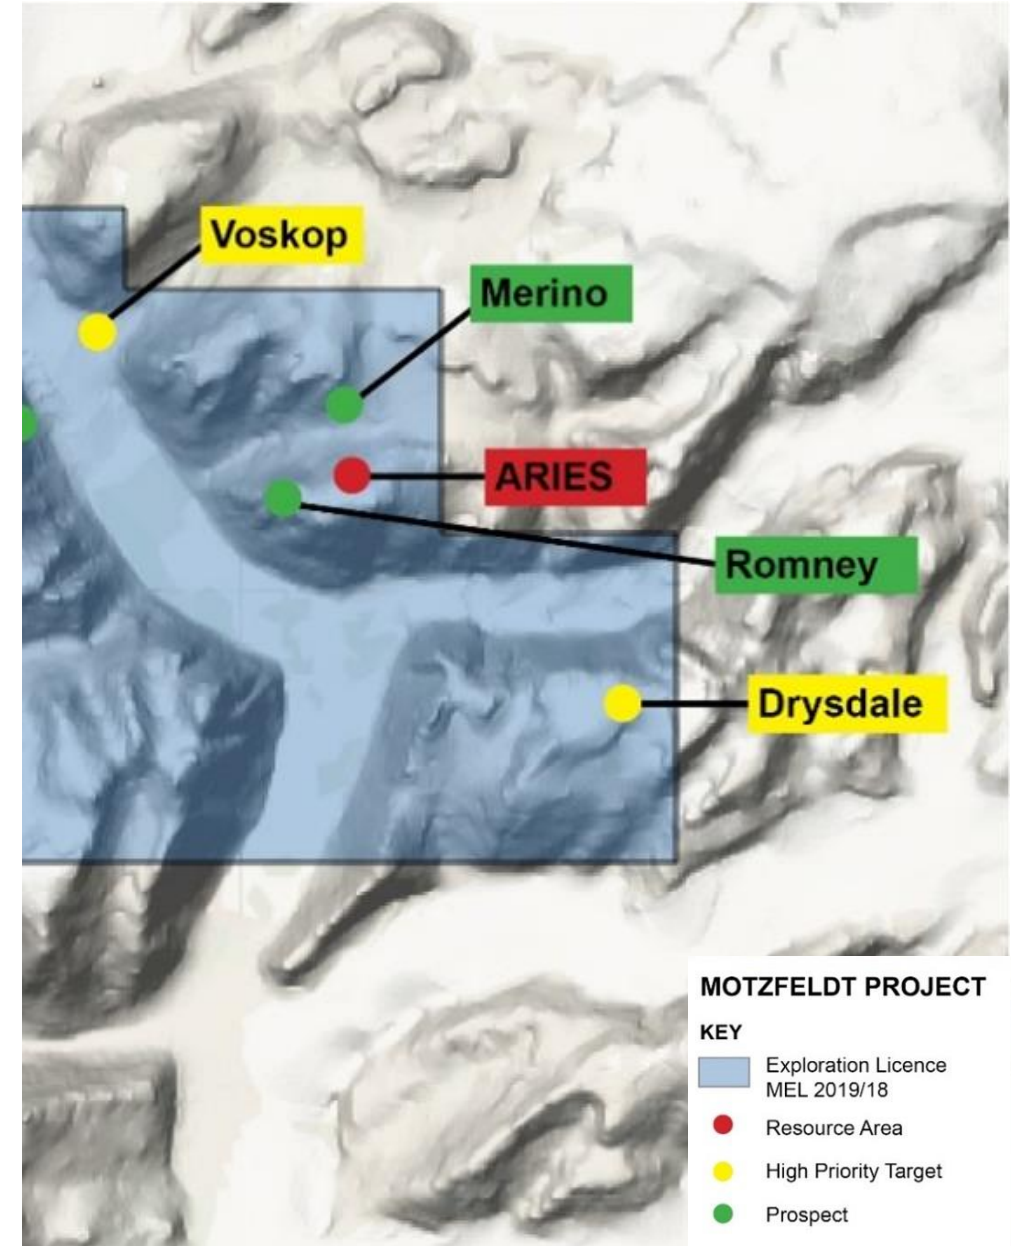 Voskop
Merino
ARIES
Romney
Drysdale
MOTZFELDT PROJECT
KEY
Exploration Licence
MEL 2019/18
Resource Area
High Priority Target
Prospect